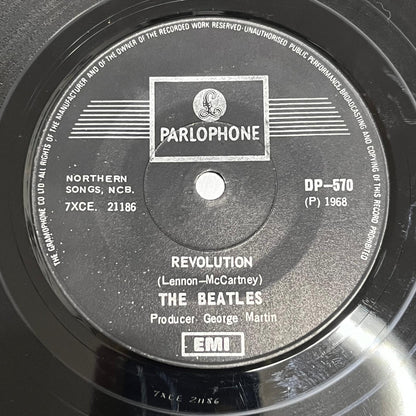 THE GRAMOPHONE CO LTD · ALL RIGHTS OF THE MANUFACTURER AND OF THE OWNER OF THE RECORDED WORK RESERVED · UNAUTHORISED PUBLIC PERFORMANCE, BROADCASTING AND COPYING OF THIS RECORD PROHIBITED
£
PARLOPHONE
NORTHERN
SONGS, NCB.
7XCE. 21186
DP-570
(P) 1968
REVOLUTION
(Lennon-McCartney)
THE BEATLES
Producer George Martin
EMI
7XCE 21186